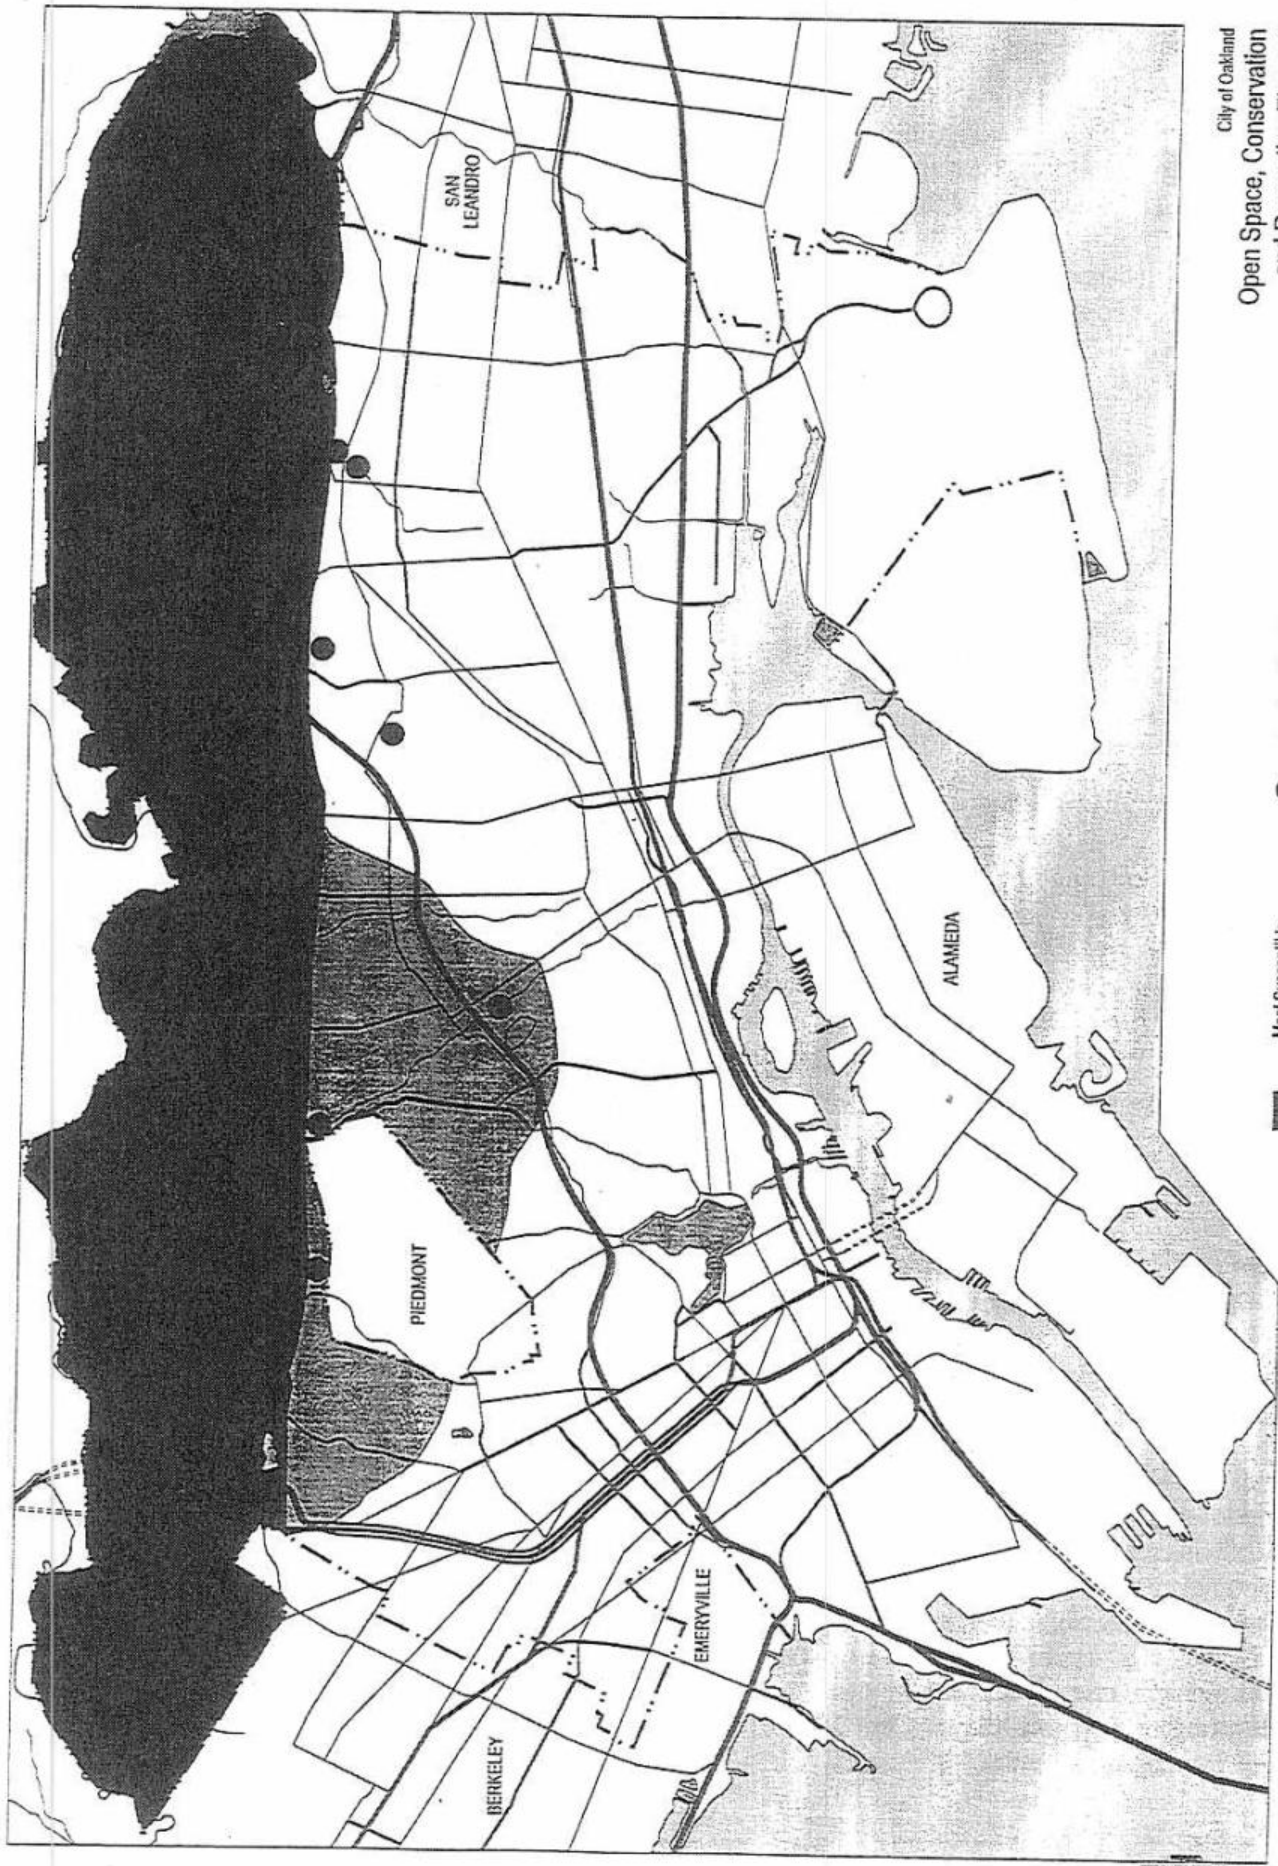 City of Oakland
Open Space, Conservation
SAN
LEANDRO
PIEDMONT
ALAMEDA
EMERYVILLE
BERKELEY